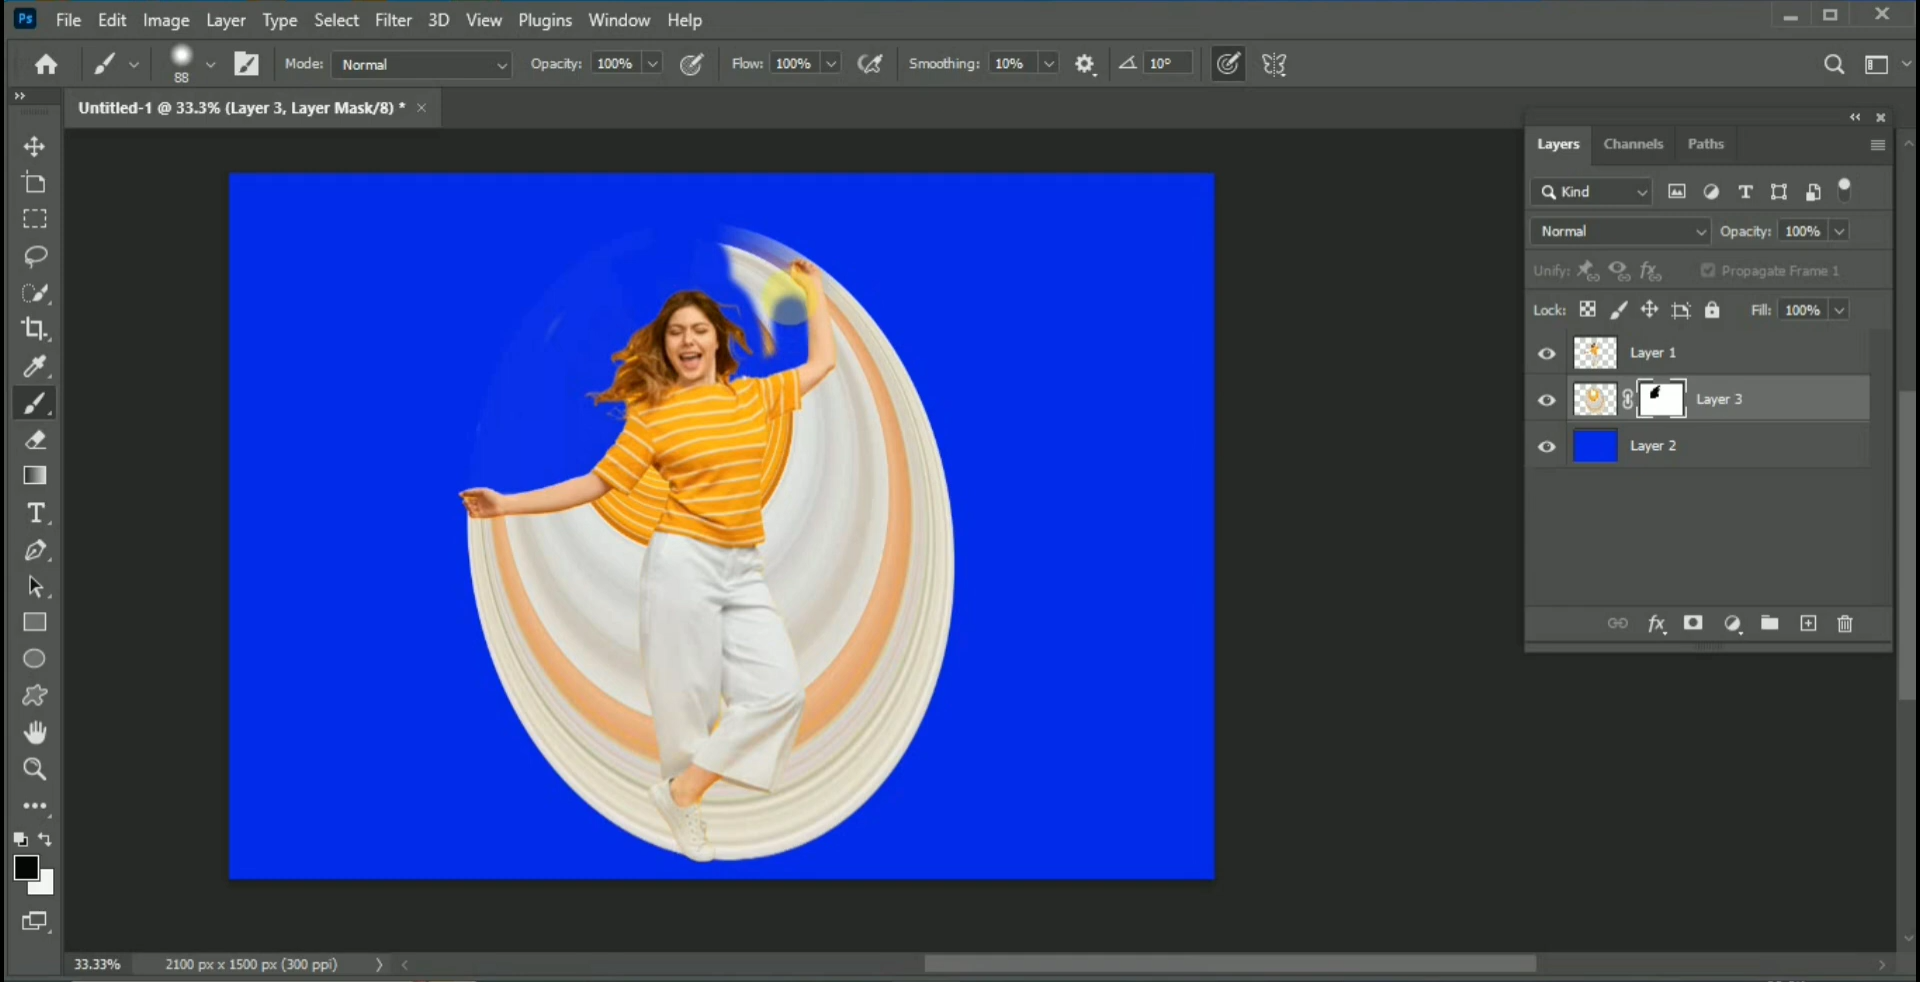 Ps File Edit Image Layer Type Select Filter 3D View Plugins Window Help
88 Mode: Normal Opacity: 100% Flow: 100% Smoothing: 10% 10°
Untitled-1 @ 33.3% (Layer 3, Layer Mask/8) *
Layers Channels Paths
Kind
Normal Opacity: 100%
Unify: Propagate Frame 1
Lock: Fill: 100%
Layer 1
Layer 3
Layer 2
fx
33.33% 2100 px x 1500 px (300 ppi)